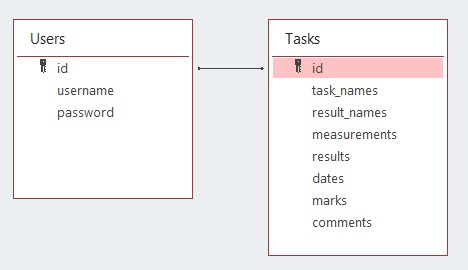 Users
id
username
password
Tasks
id
task_names
result_names
measurements
results
dates
marks
comments